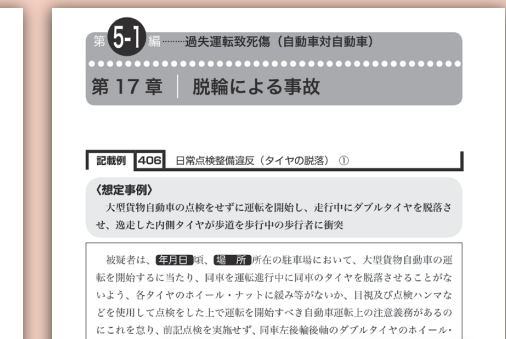 第5-1編………過失運転致死傷（自動車対自動車）
第 17 章 脱輪による事故
記載例 406 日常点検整備違反（タイヤの脱落） ①
〈想定事例〉
大型貨物自動車の点検をせずに運転を開始し、走行中にダブルタイヤを脱落さ
せ、逸走した内側タイヤが歩道を歩行中の歩行者に衝突
被疑者は、年月日頃、場 所所在の駐車場において、大型貨物自動車の運
転を開始するに当たり、同車を運転進行中に同車のタイヤを脱落させることがな
いよう、各タイヤのホイール・ナットに緩み等がないか、目視及び点検ハンマな
どを使用して点検をした上で運転を開始すべき自動車運転上の注意義務があるの
にこれを怠り、前記点検を実施せず、同車左後輪後軸のダブルタイヤのホイール・